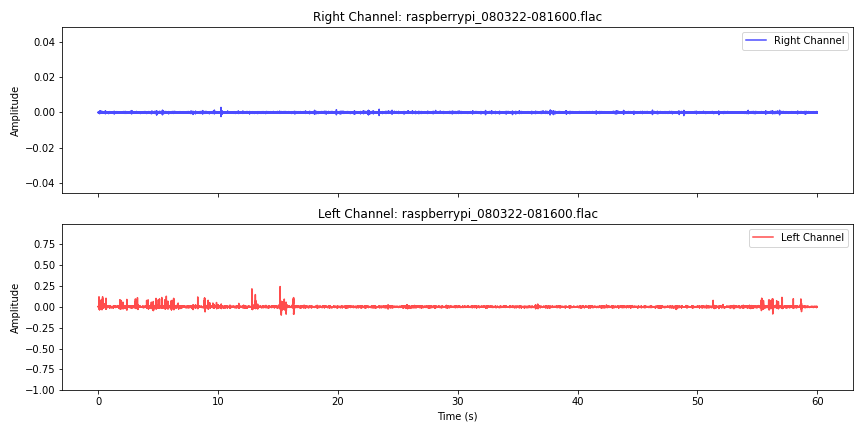 Right Channel: raspberrypi_080322-081600.flac
Right Channel
Amplitude
0.04
0.02
0.00
−0.02
−0.04
Left Channel: raspberrypi_080322-081600.flac
Left Channel
Amplitude
0.75
0.50
0.25
0.00
−0.25
−0.50
−0.75
−1.00
0 10 20 30 40 50 60
Time (s)